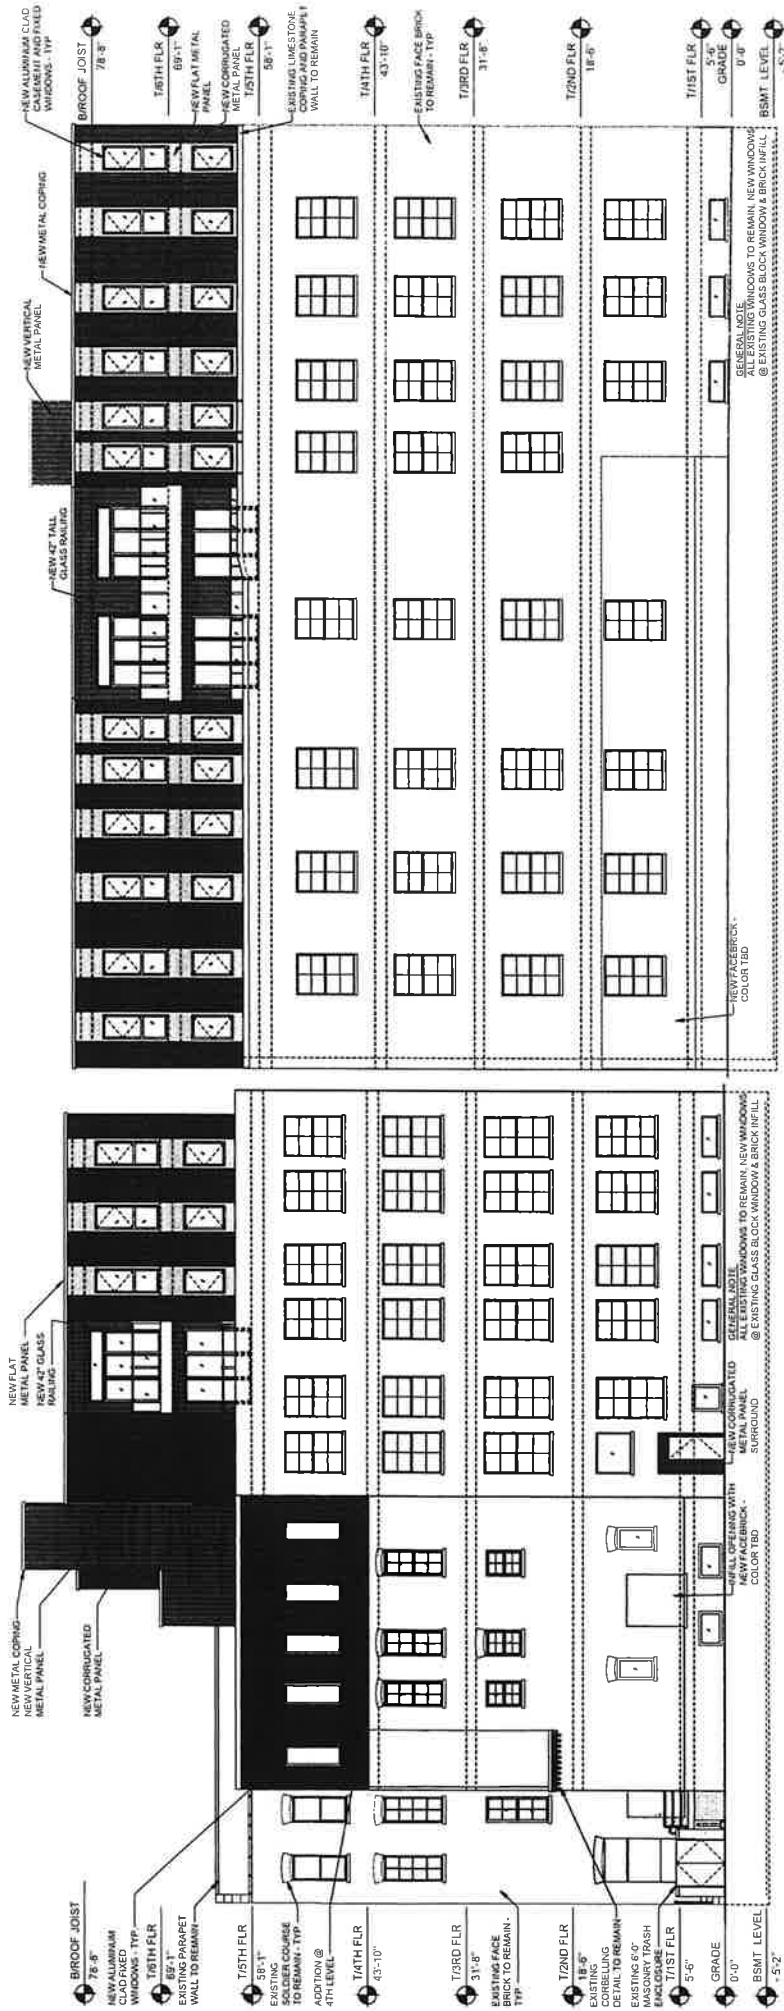 NEW ALUMINUM CLAD
CASEMENT AND FIXED
WINDOWS - TYP
B/ROOF JOIST
78'-8"
T/6TH FLR
69'-1"
NEW FLAT METAL
PANEL
NEW CORRUGATED
METAL PANEL
T/5TH FLR
58'-1"
EXISTING LIMESTONE
COPING AND PARAPET
WALL TO REMAIN
T/4TH FLR
43'-10"
EXISTING FACE BRICK
TO REMAIN - TYP
T/3RD FLR
31'-8"
T/2ND FLR
18'-6"
T/1ST FLR
5'-6"
GRADE
0'-0"
BSMT LEVEL
NEW METAL COPING
NEW VERTICAL
METAL PANEL
NEW 42" TALL
GLASS RAILING
GENERAL NOTE
ALL EXISTING WINDOWS TO REMAIN, NEW WINDOWS
@ EXISTING GLASS BLOCK WINDOW & BRICK INFILL
NEW FACEBRICK -
COLOR TBD
NEW FLAT
METAL PANEL
NEW 42" GLASS
RAILING
NEW METAL COPING
NEW VERTICAL
METAL PANEL
NEW CORRUGATED
METAL PANEL
GENERAL NOTE
ALL EXISTING WINDOWS TO REMAIN, NEW WINDOWS
@ EXISTING GLASS BLOCK WINDOW & BRICK INFILL
NEW CORRUGATED
METAL PANEL
SURROUND
INFILL OPENING WITH
NEW FACEBRICK -
COLOR TBD
B/ROOF JOIST
78'-8"
NEW ALUMINUM
CLAD FIXED
WINDOWS - TYP
T/6TH FLR
69'-1"
EXISTING PARAPET
WALL TO REMAIN
T/5TH FLR
58'-1"
EXISTING
SOLDIER COURSE
TO REMAIN - TYP
ADDITION @
4TH LEVEL
T/4TH FLR
43'-10"
T/3RD FLR
31'-8"
EXISTING FACE
BRICK TO REMAIN -
TYP
T/2ND FLR
18'-6"
EXISTING
CORBELLING
DETAIL TO REMAIN
EXISTING 6'0"
MASONRY TRASH
ENCLOSURE
T/1ST FLR
5'-6"
GRADE
0'-0"
BSMT LEVEL
5'-2"